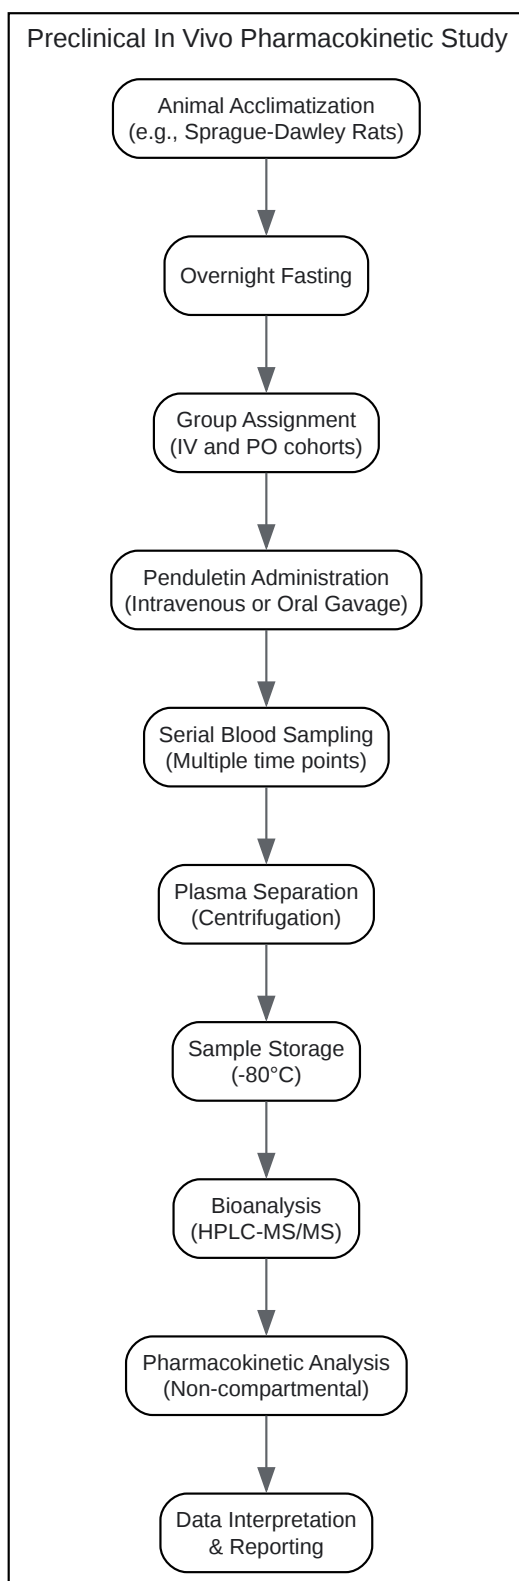 Preclinical In Vivo Pharmacokinetic Study
Animal Acclimatization
(e.g., Sprague-Dawley Rats)
Overnight Fasting
Group Assignment
(IV and PO cohorts)
Penduletin Administration
(Intravenous or Oral Gavage)
Serial Blood Sampling
(Multiple time points)
Plasma Separation
(Centrifugation)
Sample Storage
(-80°C)
Bioanalysis
(HPLC-MS/MS)
Pharmacokinetic Analysis
(Non-compartmental)
Data Interpretation
& Reporting